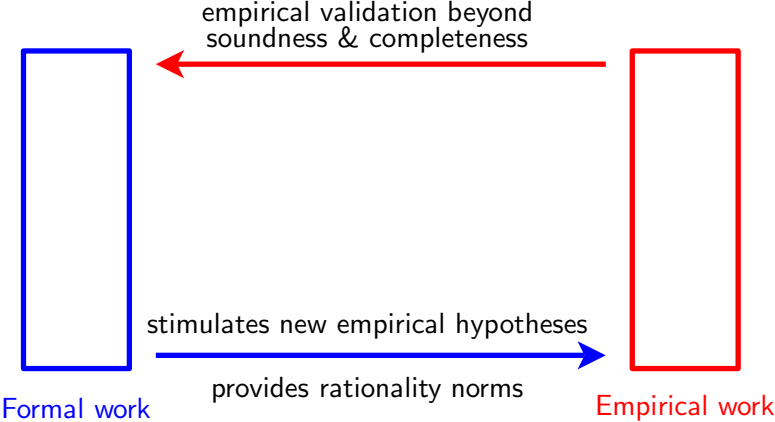 empirical validation beyond
soundness & completeness
stimulates new empirical hypotheses
provides rationality norms
Formal work
Empirical work